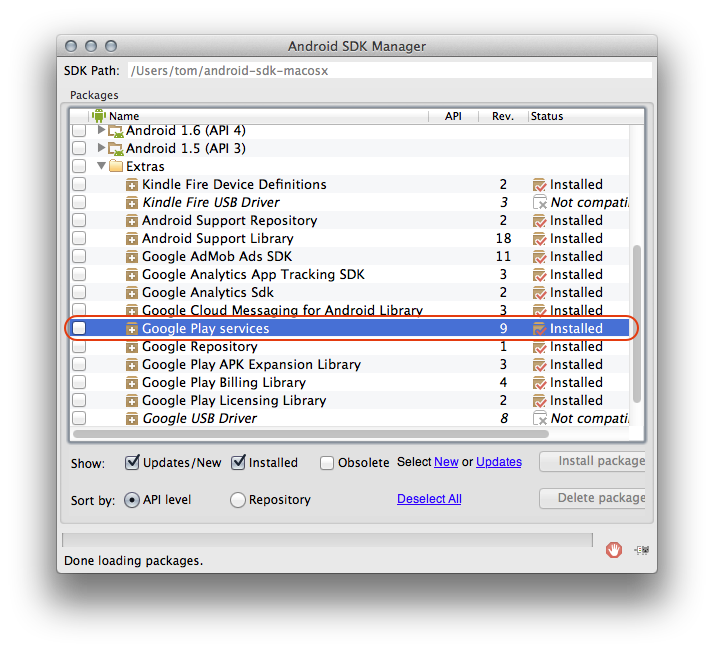 Android SDK Manager
SDK Path: /Users/tom/android-sdk-macosx
Packages
Name API Rev. Status
Android 1.6 (API 4)
Android 1.5 (API 3)
Extras
Kindle Fire Device Definitions 2 Installed
Kindle Fire USB Driver 3 Not compati
Android Support Repository 2 Installed
Android Support Library 18 Installed
Google AdMob Ads SDK 11 Installed
Google Analytics App Tracking SDK 3 Installed
Google Analytics Sdk 2 Installed
Google Cloud Messaging for Android Library 3 Installed
Google Play services 9 Installed
Google Repository 1 Installed
Google Play APK Expansion Library 3 Installed
Google Play Billing Library 4 Installed
Google Play Licensing Library 2 Installed
Google USB Driver 8 Not compati
Show: Updates/New Installed Obsolete Select New or Updates Install package
Sort by: API level Repository Deselect All Delete package
Done loading packages.